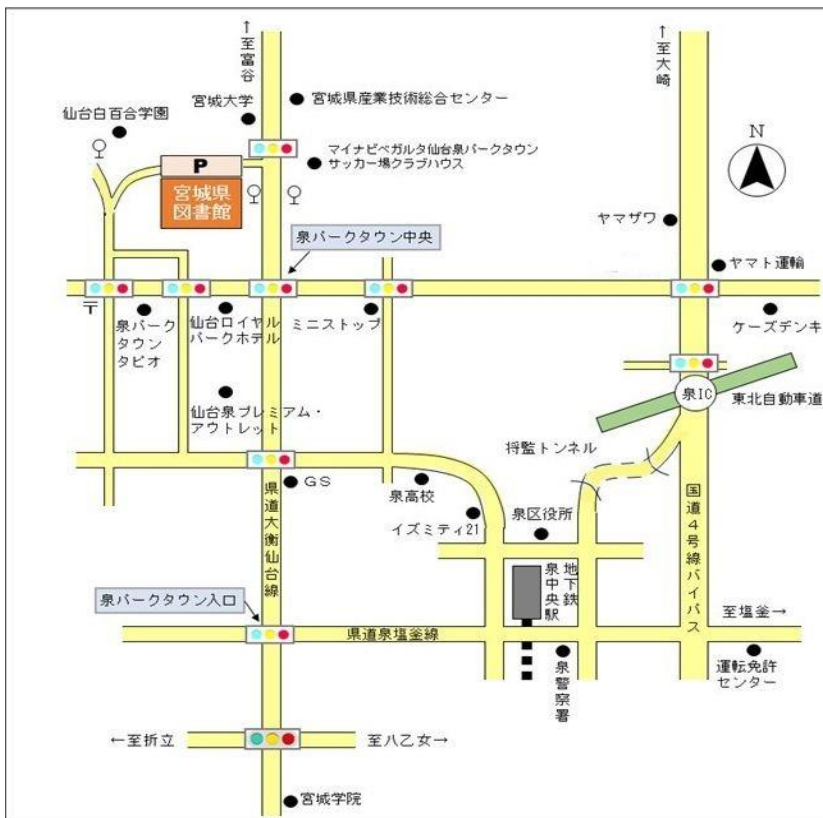 ↑至富谷
↑至大崎
仙台白百合学園
宮城大学
宮城県産業技術総合センター
マイナビベガルタ仙台泉パークタウン
サッカー場クラブハウス
N
P
宮城県
図書館
ヤマザワ
泉パークタウン中央
ヤマト運輸
〒
泉パーク
タウン
タピオ
仙台ロイヤル
パークホテル
ミニストップ
ケーズデンキ
泉IC
東北自動車道
仙台泉プレミアム・
アウトレット
将監トンネル
GS
泉高校
イズミティ21
泉区役所
県道大衡仙台線
国道4号線バイパス
地下鉄
泉中央駅
泉パークタウン入口
至塩釜→
県道泉塩釜線
泉警察署
運転免許
センター
←至折立
至八乙女→
宮城学院